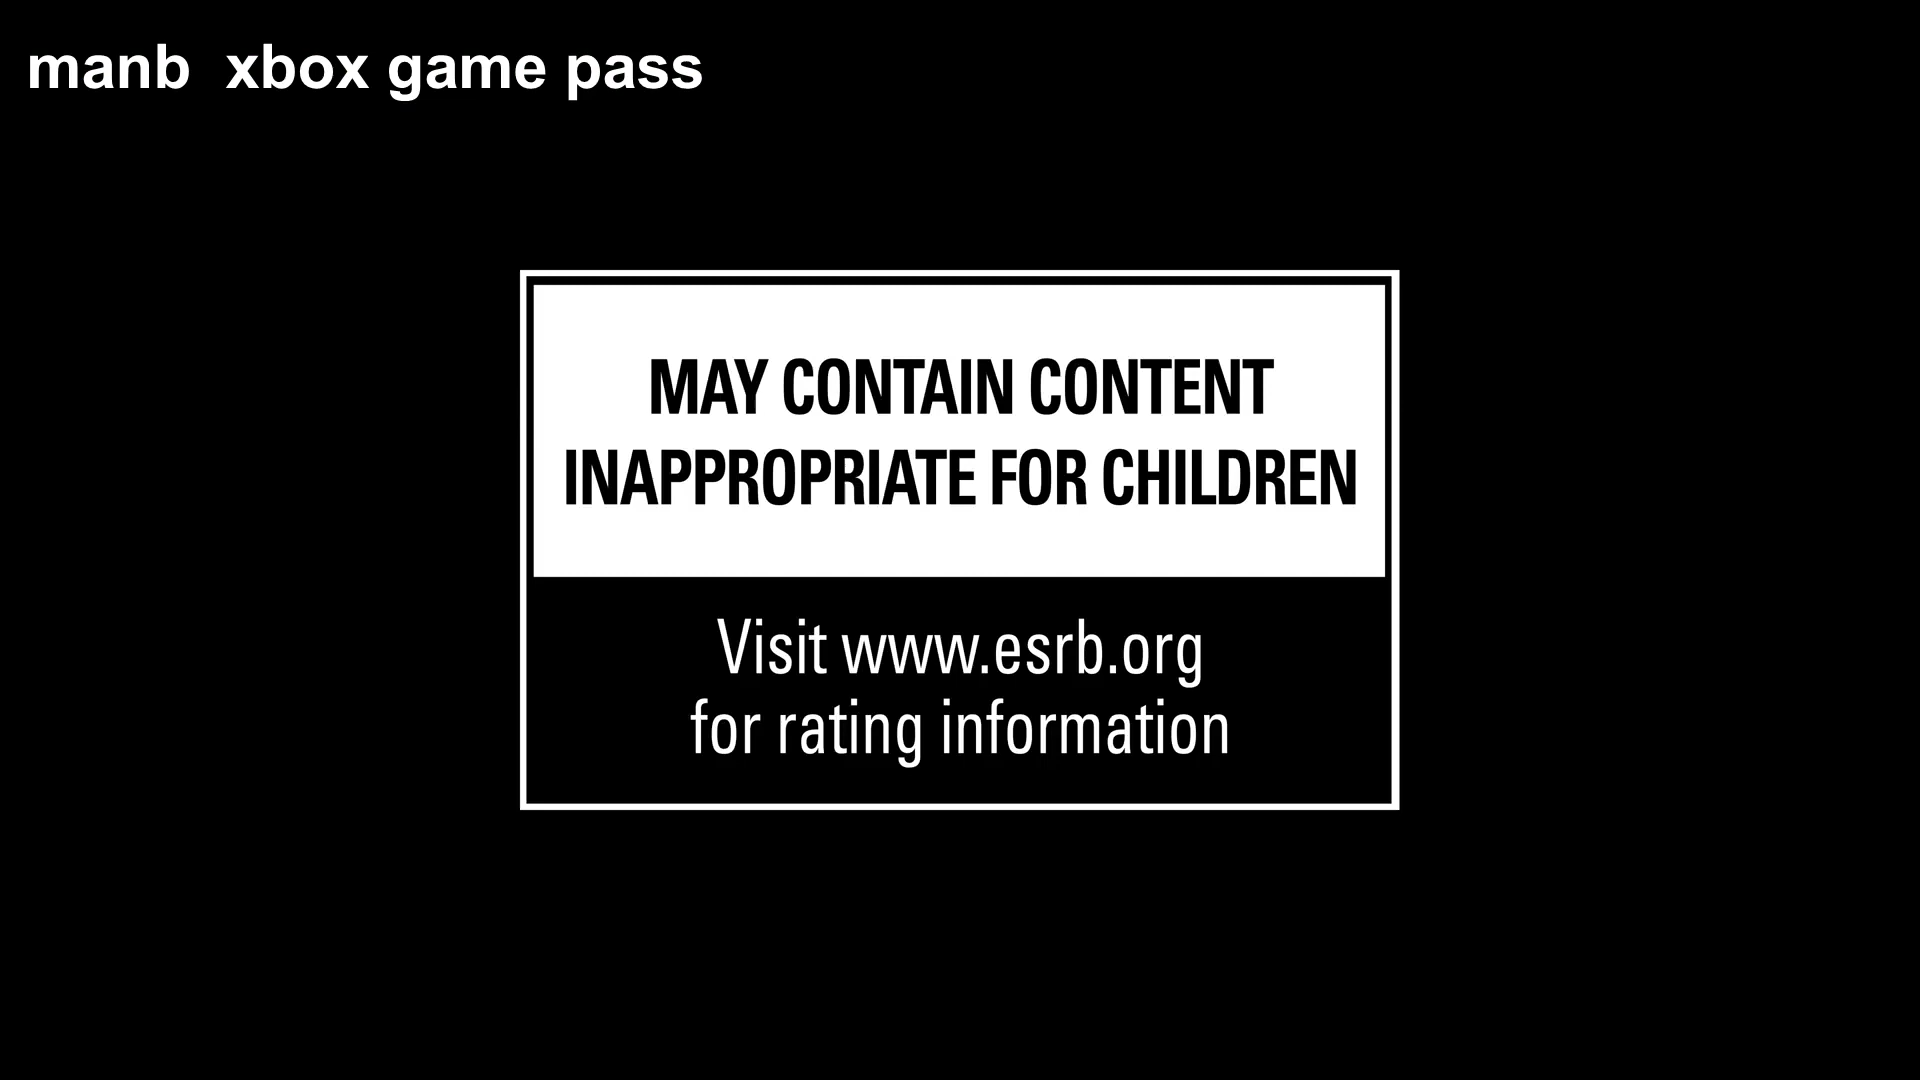 manb  xbox game pass
MAY CONTAIN CONTENT
INAPPROPRIATE FOR CHILDREN
Visit www.esrb.org
for rating information